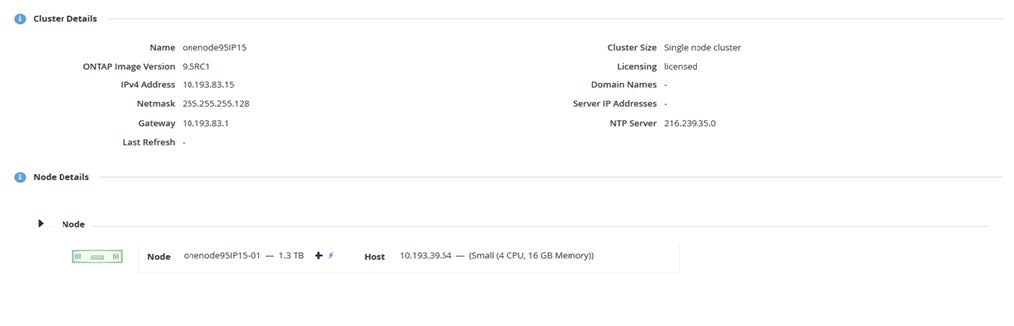 Cluster Details
Name onenode95IP15 Cluster Size Single node cluster
ONTAP Image Version 9.5RC1 Licensing licensed
IPv4 Address 10.193.83.15 Domain Names -
Netmask 255.255.255.128 Server IP Addresses -
Gateway 10.193.83.1 NTP Server 216.239.35.0
Last Refresh -
Node Details
Node
Node onenode95IP15-01 — 1.3 TB Host 10.193.39.54 — (Small (4 CPU, 16 GB Memory))